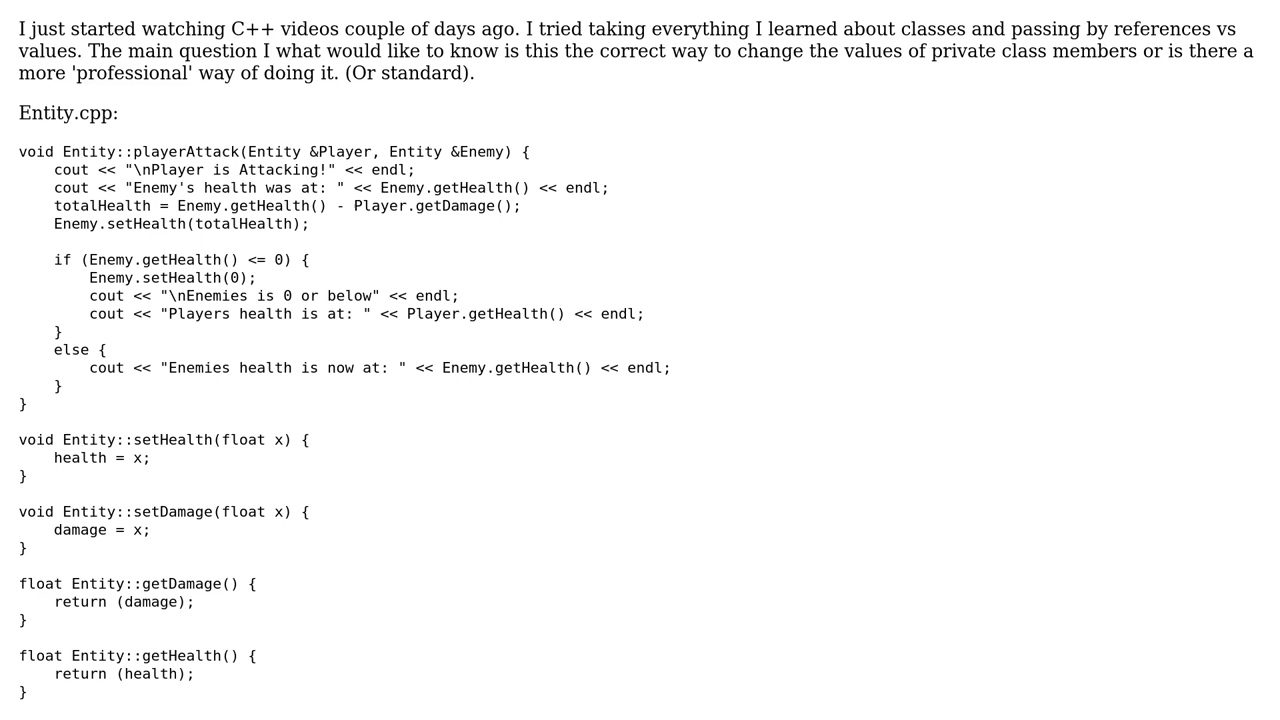 I just started watching C++ videos couple of days ago. I tried taking everything I learned about classes and passing by references vs
values. The main question I what would like to know is this the correct way to change the values of private class members or is there a
more 'professional' way of doing it. (Or standard).
Entity.cpp:
void Entity::playerAttack(Entity &Player, Entity &Enemy) {
    cout << "\nPlayer is Attacking!" << endl;
    cout << "Enemy's health was at: " << Enemy.getHealth() << endl;
    totalHealth = Enemy.getHealth() - Player.getDamage();
    Enemy.setHealth(totalHealth);

    if (Enemy.getHealth() <= 0) {
        Enemy.setHealth(0);
        cout << "\nEnemies is 0 or below" << endl;
        cout << "Players health is at: " << Player.getHealth() << endl;
    }
    else {
        cout << "Enemies health is now at: " << Enemy.getHealth() << endl;
    }
}

void Entity::setHealth(float x) {
    health = x;
}

void Entity::setDamage(float x) {
    damage = x;
}

float Entity::getDamage() {
    return (damage);
}

float Entity::getHealth() {
    return (health);
}